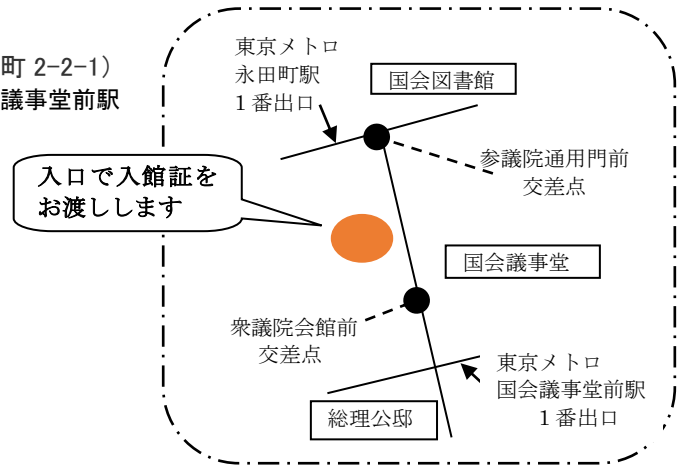 町 2-2-1）
議事堂前駅
入口で入館証を
お渡しします
東京メトロ
永田町駅
１番出口
国会図書館
参議院通用門前
交差点
国会議事堂
衆議院会館前
交差点
東京メトロ
国会議事堂前駅
１番出口
総理公邸